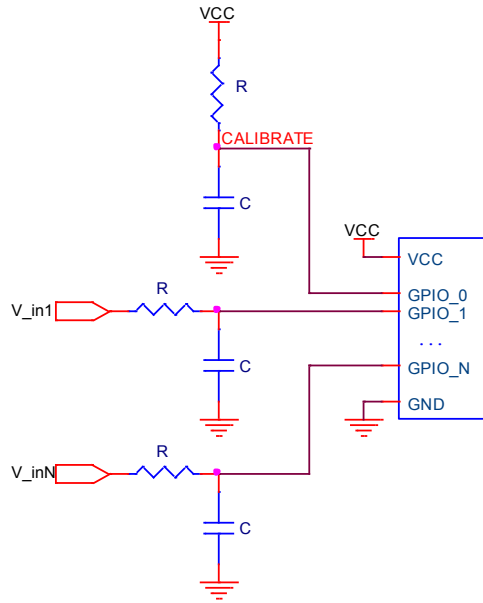 VCC
R
CALIBRATE
C
VCC
VCC
GPIO_0
V_in1
R
GPIO_1
...
C
GPIO_N
GND
V_inN
R
C